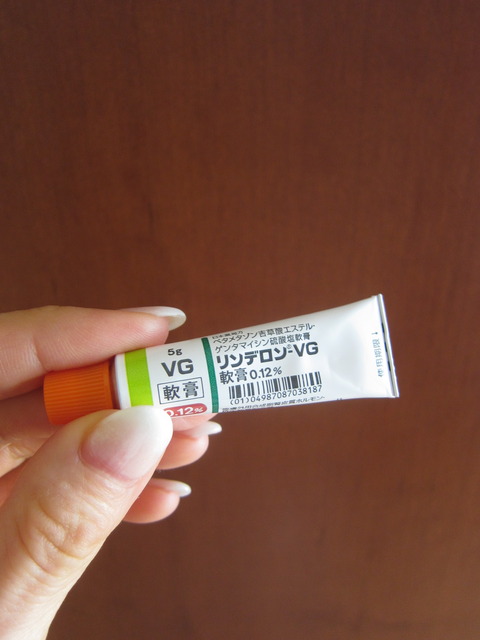 5g
VG
軟膏
0.12%
ベタメタゾン吉草酸エステル・
ゲンタマイシン硫酸塩軟膏
リンデロン®-VG
軟膏0.12%
(01)04987087038187